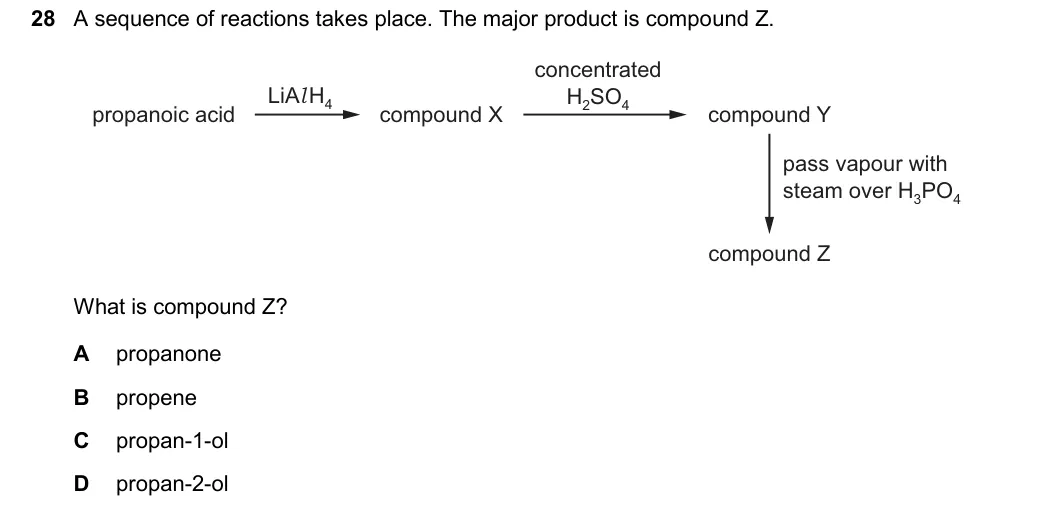 28 A sequence of reactions takes place. The major product is compound Z.
concentrated
LiAlH₄ H₂SO₄
propanoic acid compound X compound Y
pass vapour with
steam over H₃PO₄
compound Z
What is compound Z?
A propanone
B propene
C propan-1-ol
D propan-2-ol